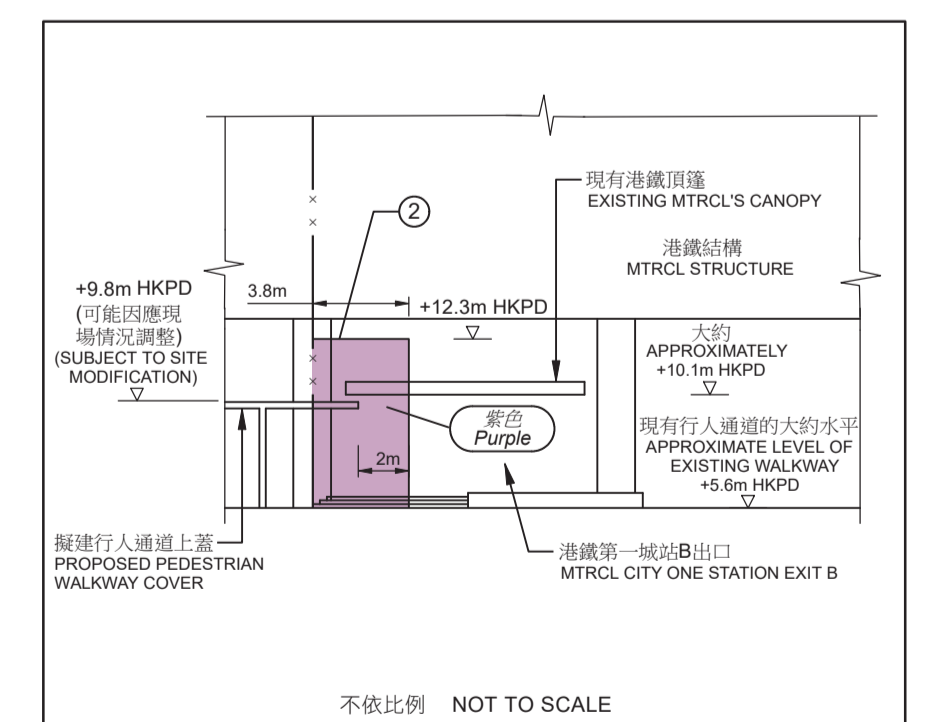 現有港鐵頂篷
EXISTING MTRCL'S CANOPY
2
港鐵結構
MTRCL STRUCTURE
+9.8m HKPD
(可能因應現
場情況調整)
(SUBJECT TO SITE
MODIFICATION)
3.8m
+12.3m HKPD
大約
APPROXIMATELY
+10.1m HKPD
紫色
Purple
現有行人通道的大約水平
APPROXIMATE LEVEL OF
EXISTING WALKWAY
+5.6m HKPD
2m
擬建行人通道上蓋
PROPOSED PEDESTRIAN
WALKWAY COVER
港鐵第一城站B出口
MTRCL CITY ONE STATION EXIT B
不依比例 NOT TO SCALE